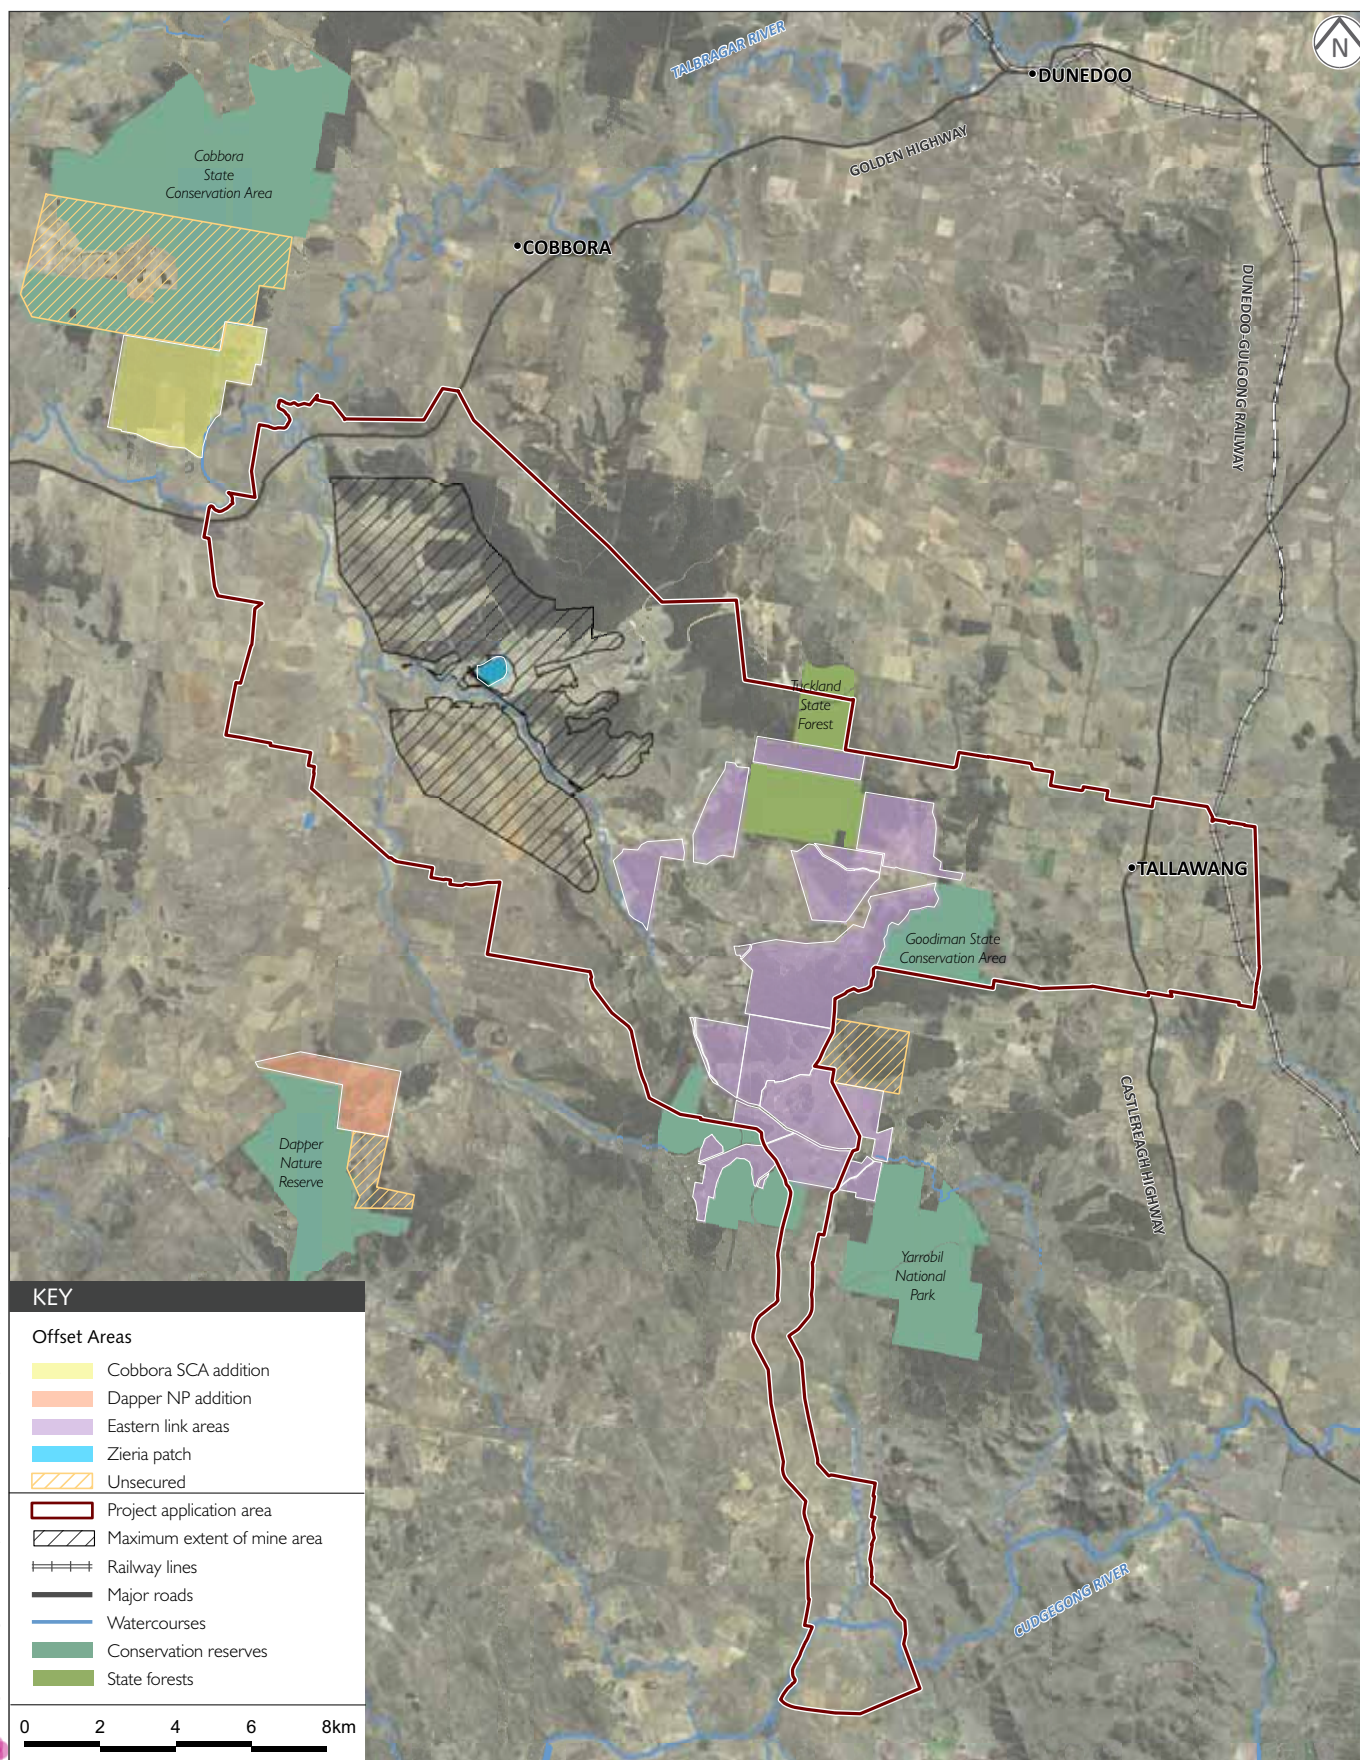 TALBRAGAR RIVER
N
DUNEDOO
GOLDEN HIGHWAY
Cobbora
State
Conservation Area
COBBORA
DUNEDOO-GULGONG RAILWAY
Tuckland
State
Forest
TALLAWANG
Goodiman State
Conservation Area
CASTLEREAGH HIGHWAY
Dapper
Nature
Reserve
Yarrobil
National
Park
CUDGEGONG RIVER
KEY
Offset Areas
Cobbora SCA addition
Dapper NP addition
Eastern link areas
Zieria patch
Unsecured
Project application area
Maximum extent of mine area
Railway lines
Major roads
Watercourses
Conservation reserves
State forests
0 2 4 6 8km